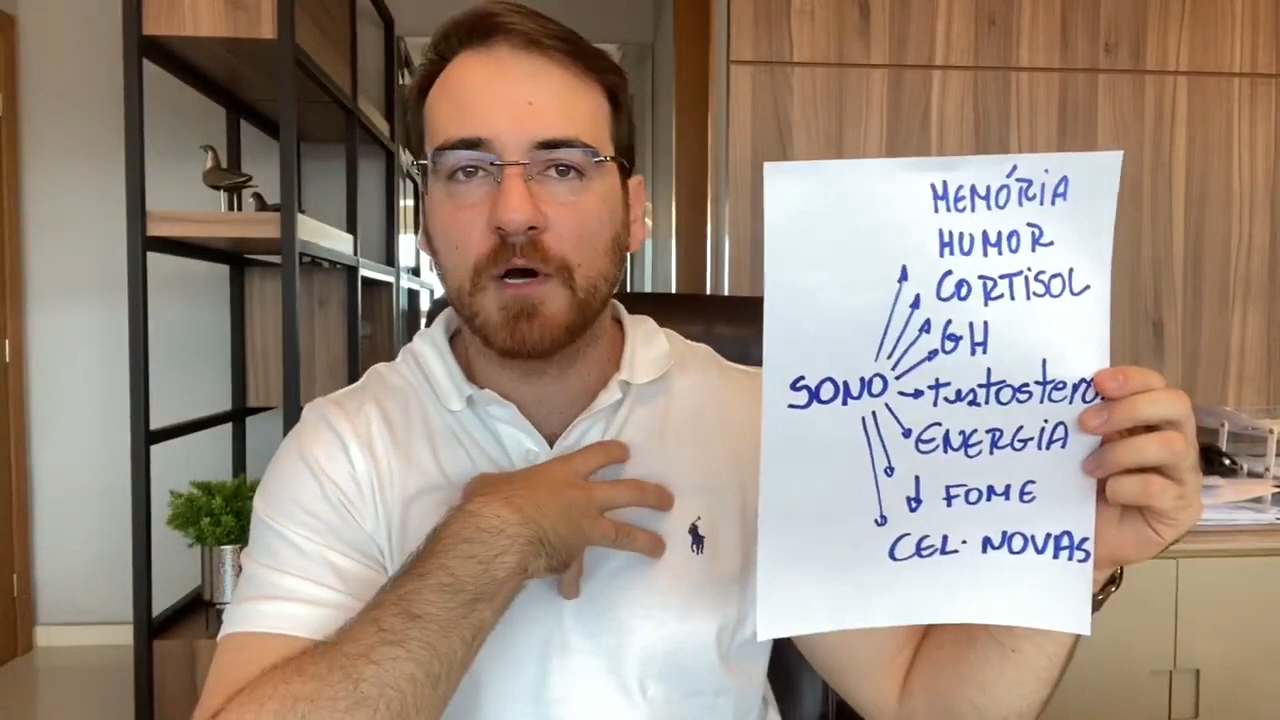 MEMÓRIA
HUMOR
CORTISOL
GH
SONO → testostero
ENERGIA
↓ FOME
CEL. NOVAS